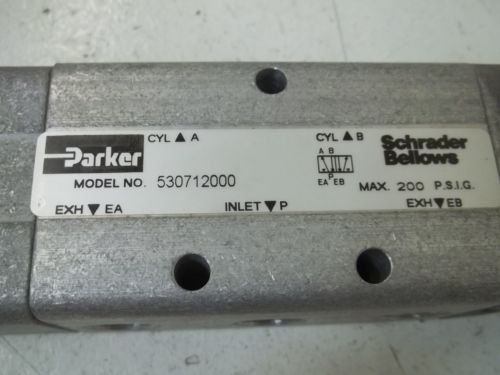 Parker
CYL ▲ A
CYL ▲ B
Schrader
Bellows
A B
P
EA EB
MODEL NO. 530712000
MAX. 200 P.S.I.G.
EXH ▼ EA
INLET ▼ P
EXH ▼ EB